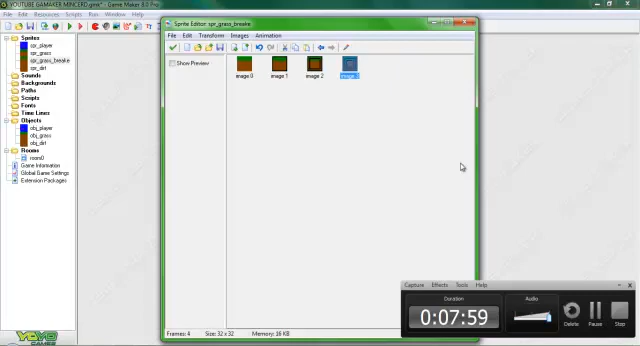 YOUTUBE GAMAKER MINCERD.gmk* - Game Maker 8.0 Pro
File Edit Resources Scripts Run Window Help
Sprites
spr_player
spr_grass
spr_grass_breake
spr_dirt
Sounds
Backgrounds
Paths
Scripts
Fonts
Time Lines
Objects
obj_player
obj_grass
obj_dirt
Rooms
room0
Game Information
Global Game Settings
Extension Packages
YOYO
GAMES
Sprite Editor: spr_grass_breake
File Edit Transform Images Animation
Show Preview
image 0 image 1 image 2 image 3
Frames: 4 Size: 32 x 32 Memory: 16 KB
Capture Effects Tools Help
Duration
0:07:59
Audio
Delete Pause Stop